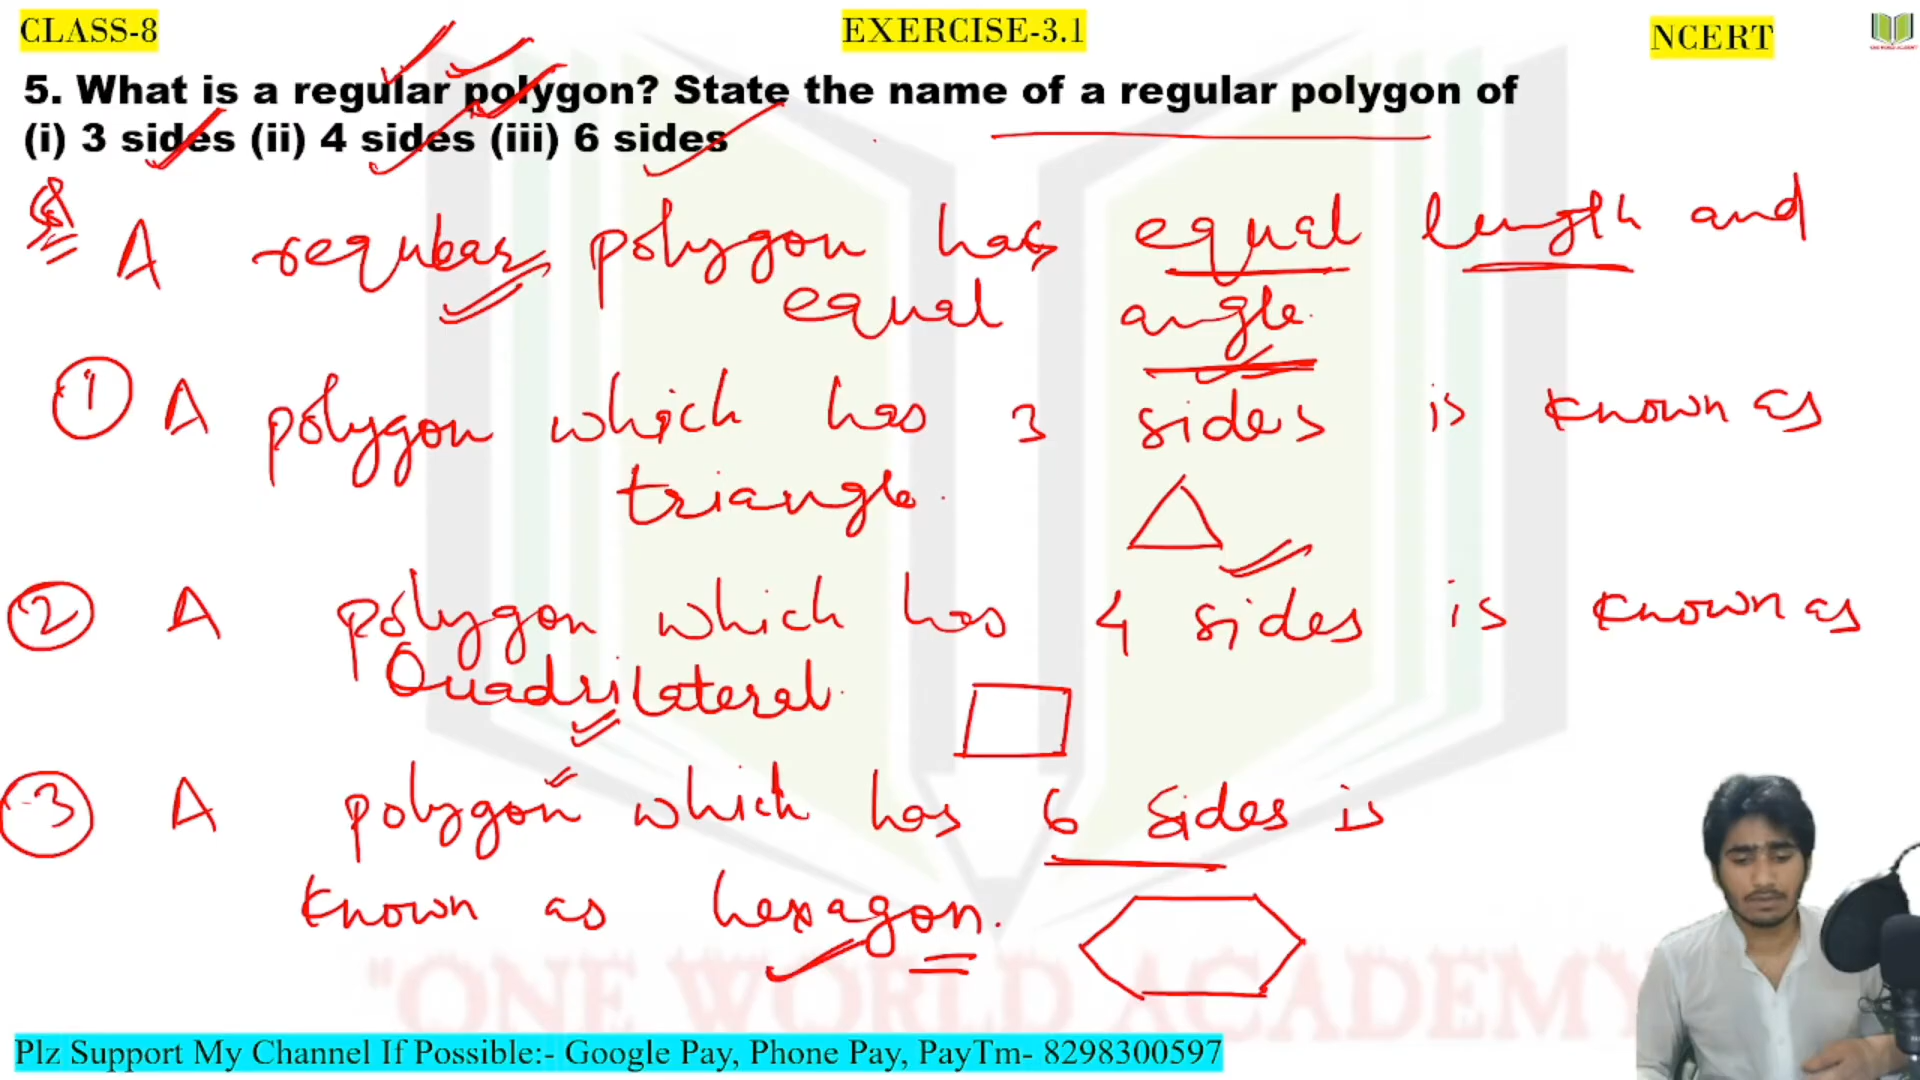 CLASS-8 EXERCISE-3.1 NCERT
ONE WORLD ACADEMY
5. What is a regular polygon? State the name of a regular polygon of
(i) 3 sides (ii) 4 sides (iii) 6 sides
A regular polygon has equal length and
equal angle.
1 A polygon which has 3 sides is known as
triangle.
2 A polygon which has 4 sides is known as
Quadrilateral.
3 A polygon which has 6 sides is
known as hexagon.
"ONE WORLD ACADEMY
Plz Support My Channel If Possible:- Google Pay, Phone Pay, PayTm- 8298300597